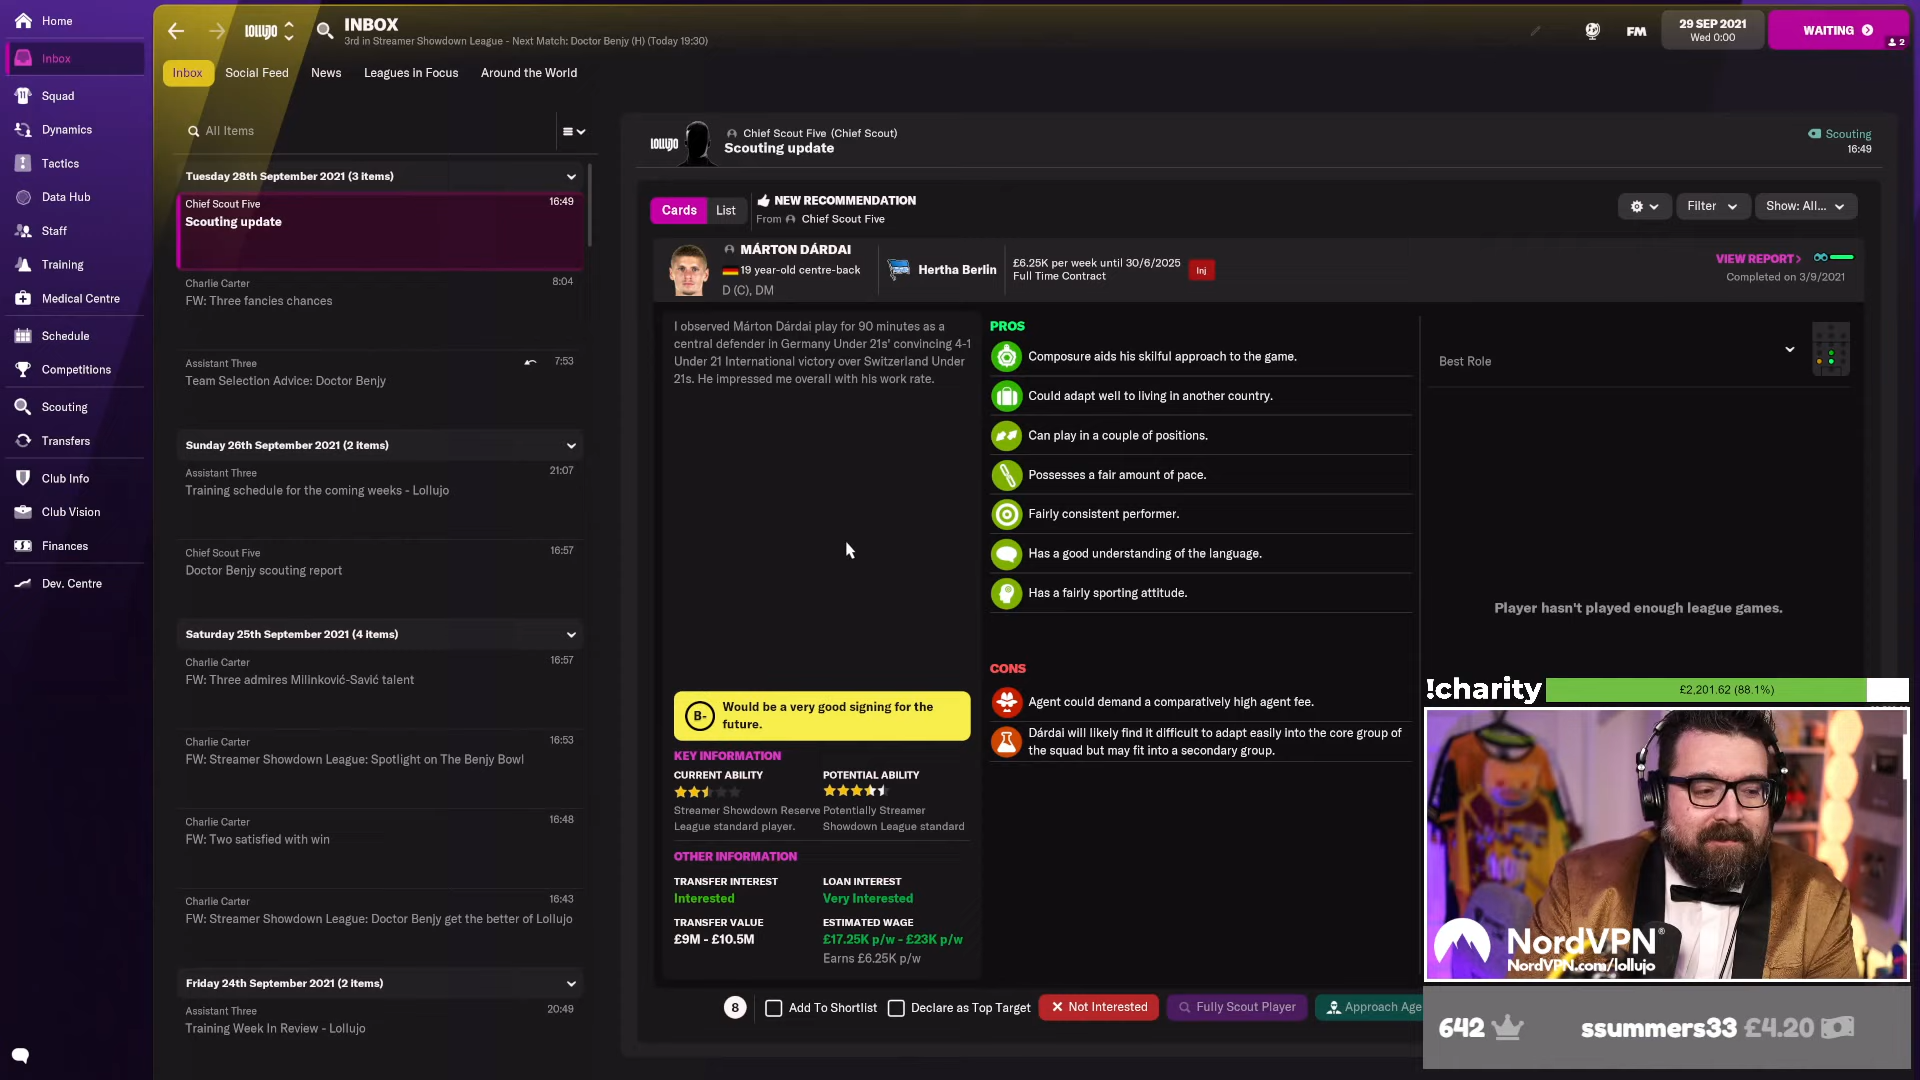 Home
Inbox
Squad
Dynamics
Tactics
Data Hub
Staff
Training
Medical Centre
Schedule
Competitions
Scouting
Transfers
Club Info
Club Vision
Finances
Dev. Centre
LOLLUJO
INBOX
3rd in Streamer Showdown League - Next Match: Doctor Benjy (H) (Today 19:30)
FM
29 SEP 2021
Wed 0:00
WAITING
2
Inbox
Social Feed
News
Leagues in Focus
Around the World
All Items
Tuesday 28th September 2021 (3 items)
Chief Scout Five 16:49
Scouting update
Charlie Carter 8:04
FW: Three fancies chances
Assistant Three 7:53
Team Selection Advice: Doctor Benjy
Sunday 26th September 2021 (2 items)
Assistant Three 21:07
Training schedule for the coming weeks - Lollujo
Chief Scout Five 16:57
Doctor Benjy scouting report
Saturday 25th September 2021 (4 items)
Charlie Carter 16:57
FW: Three admires Milinković-Savić talent
Charlie Carter 16:53
FW: Streamer Showdown League: Spotlight on The Benjy Bowl
Charlie Carter 16:48
FW: Two satisfied with win
Charlie Carter 16:43
FW: Streamer Showdown League: Doctor Benjy get the better of Lollujo
Friday 24th September 2021 (2 items)
Assistant Three 20:49
Training Week In Review - Lollujo
LOLLUJO
Chief Scout Five (Chief Scout)
Scouting update
Scouting
16:49
Cards
List
NEW RECOMMENDATION
From Chief Scout Five
Filter
Show: All...
MÁRTON DÁRDAI
19 year-old centre-back
D (C), DM
Hertha Berlin
£6.25K per week until 30/6/2025
Full Time Contract
Inj
VIEW REPORT >
Completed on 3/9/2021
I observed Márton Dárdai play for 90 minutes as a
central defender in Germany Under 21s' convincing 4-1
Under 21 International victory over Switzerland Under
21s. He impressed me overall with his work rate.
B-
Would be a very good signing for the
future.
KEY INFORMATION
CURRENT ABILITY
Streamer Showdown Reserve
League standard player.
POTENTIAL ABILITY
Potentially Streamer
Showdown League standard
OTHER INFORMATION
TRANSFER INTEREST
Interested
LOAN INTEREST
Very Interested
TRANSFER VALUE
£9M - £10.5M
ESTIMATED WAGE
£17.25K p/w - £23K p/w
Earns £6.25K p/w
PROS
Composure aids his skilful approach to the game.
Could adapt well to living in another country.
Can play in a couple of positions.
Possesses a fair amount of pace.
Fairly consistent performer.
Has a good understanding of the language.
Has a fairly sporting attitude.
CONS
Agent could demand a comparatively high agent fee.
Dárdai will likely find it difficult to adapt easily into the core group of
the squad but may fit into a secondary group.
Best Role
Player hasn't played enough league games.
8
Add To Shortlist
Declare as Top Target
Not Interested
Fully Scout Player
Approach Age
!charity
£2,201.62 (88.1%)
NordVPN®
NordVPN.com/lollujo
642
ssummers33 £4.20